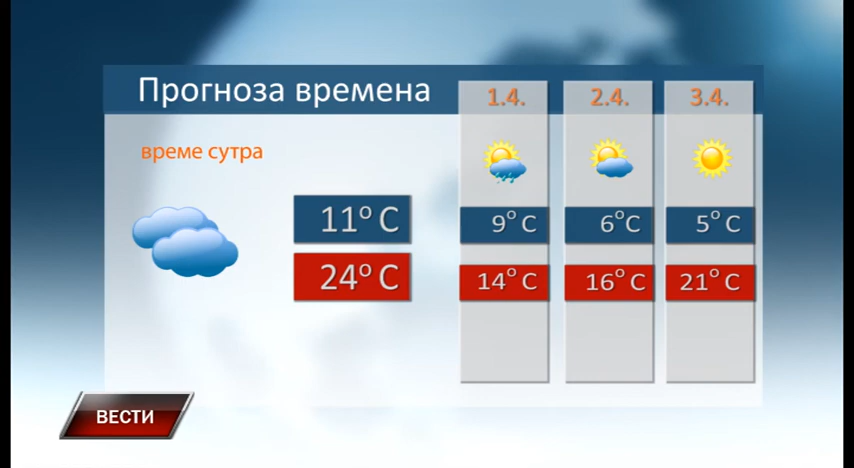 Прогноза времена
време сутра
11° C
24° C
1.4.
9° C
14° C
2.4.
6°C
16° C
3.4.
5° C
21° C
ВЕСТИ